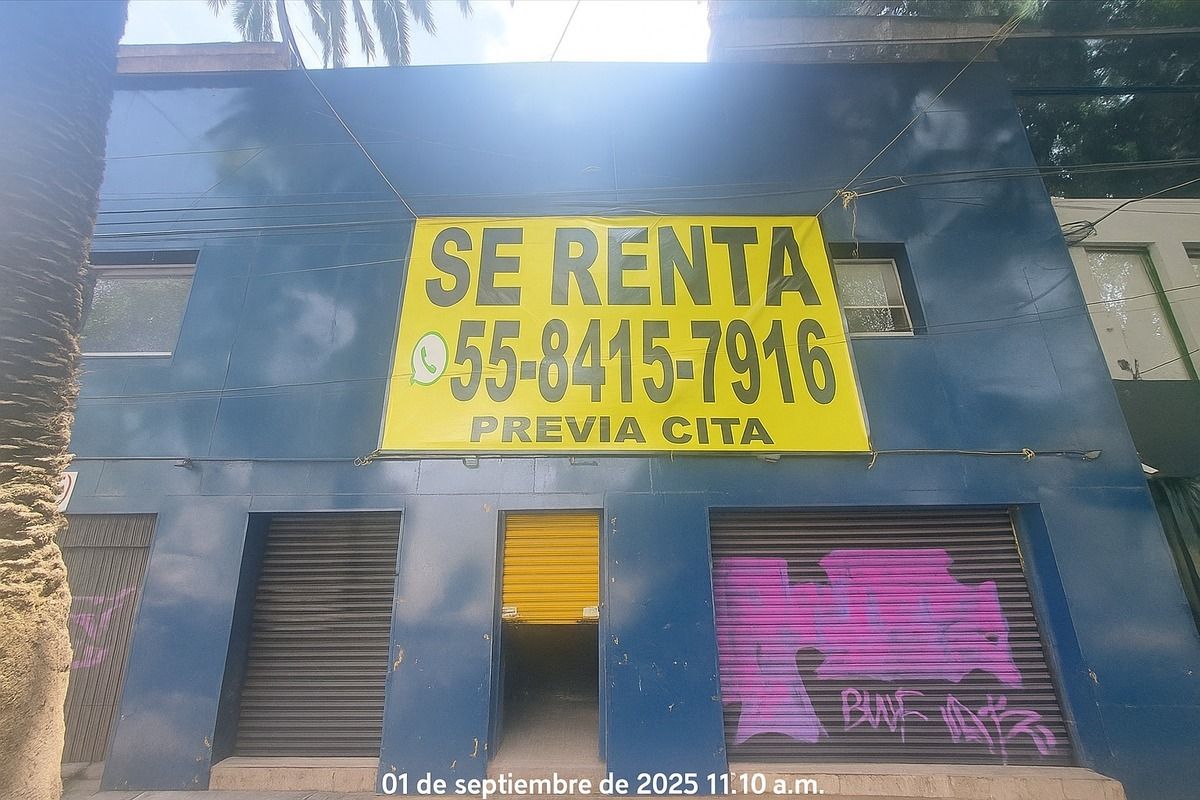 SE RENTA
55-8415-7916
PREVIA CITA
01 de septiembre de 2025 11.10 a.m.